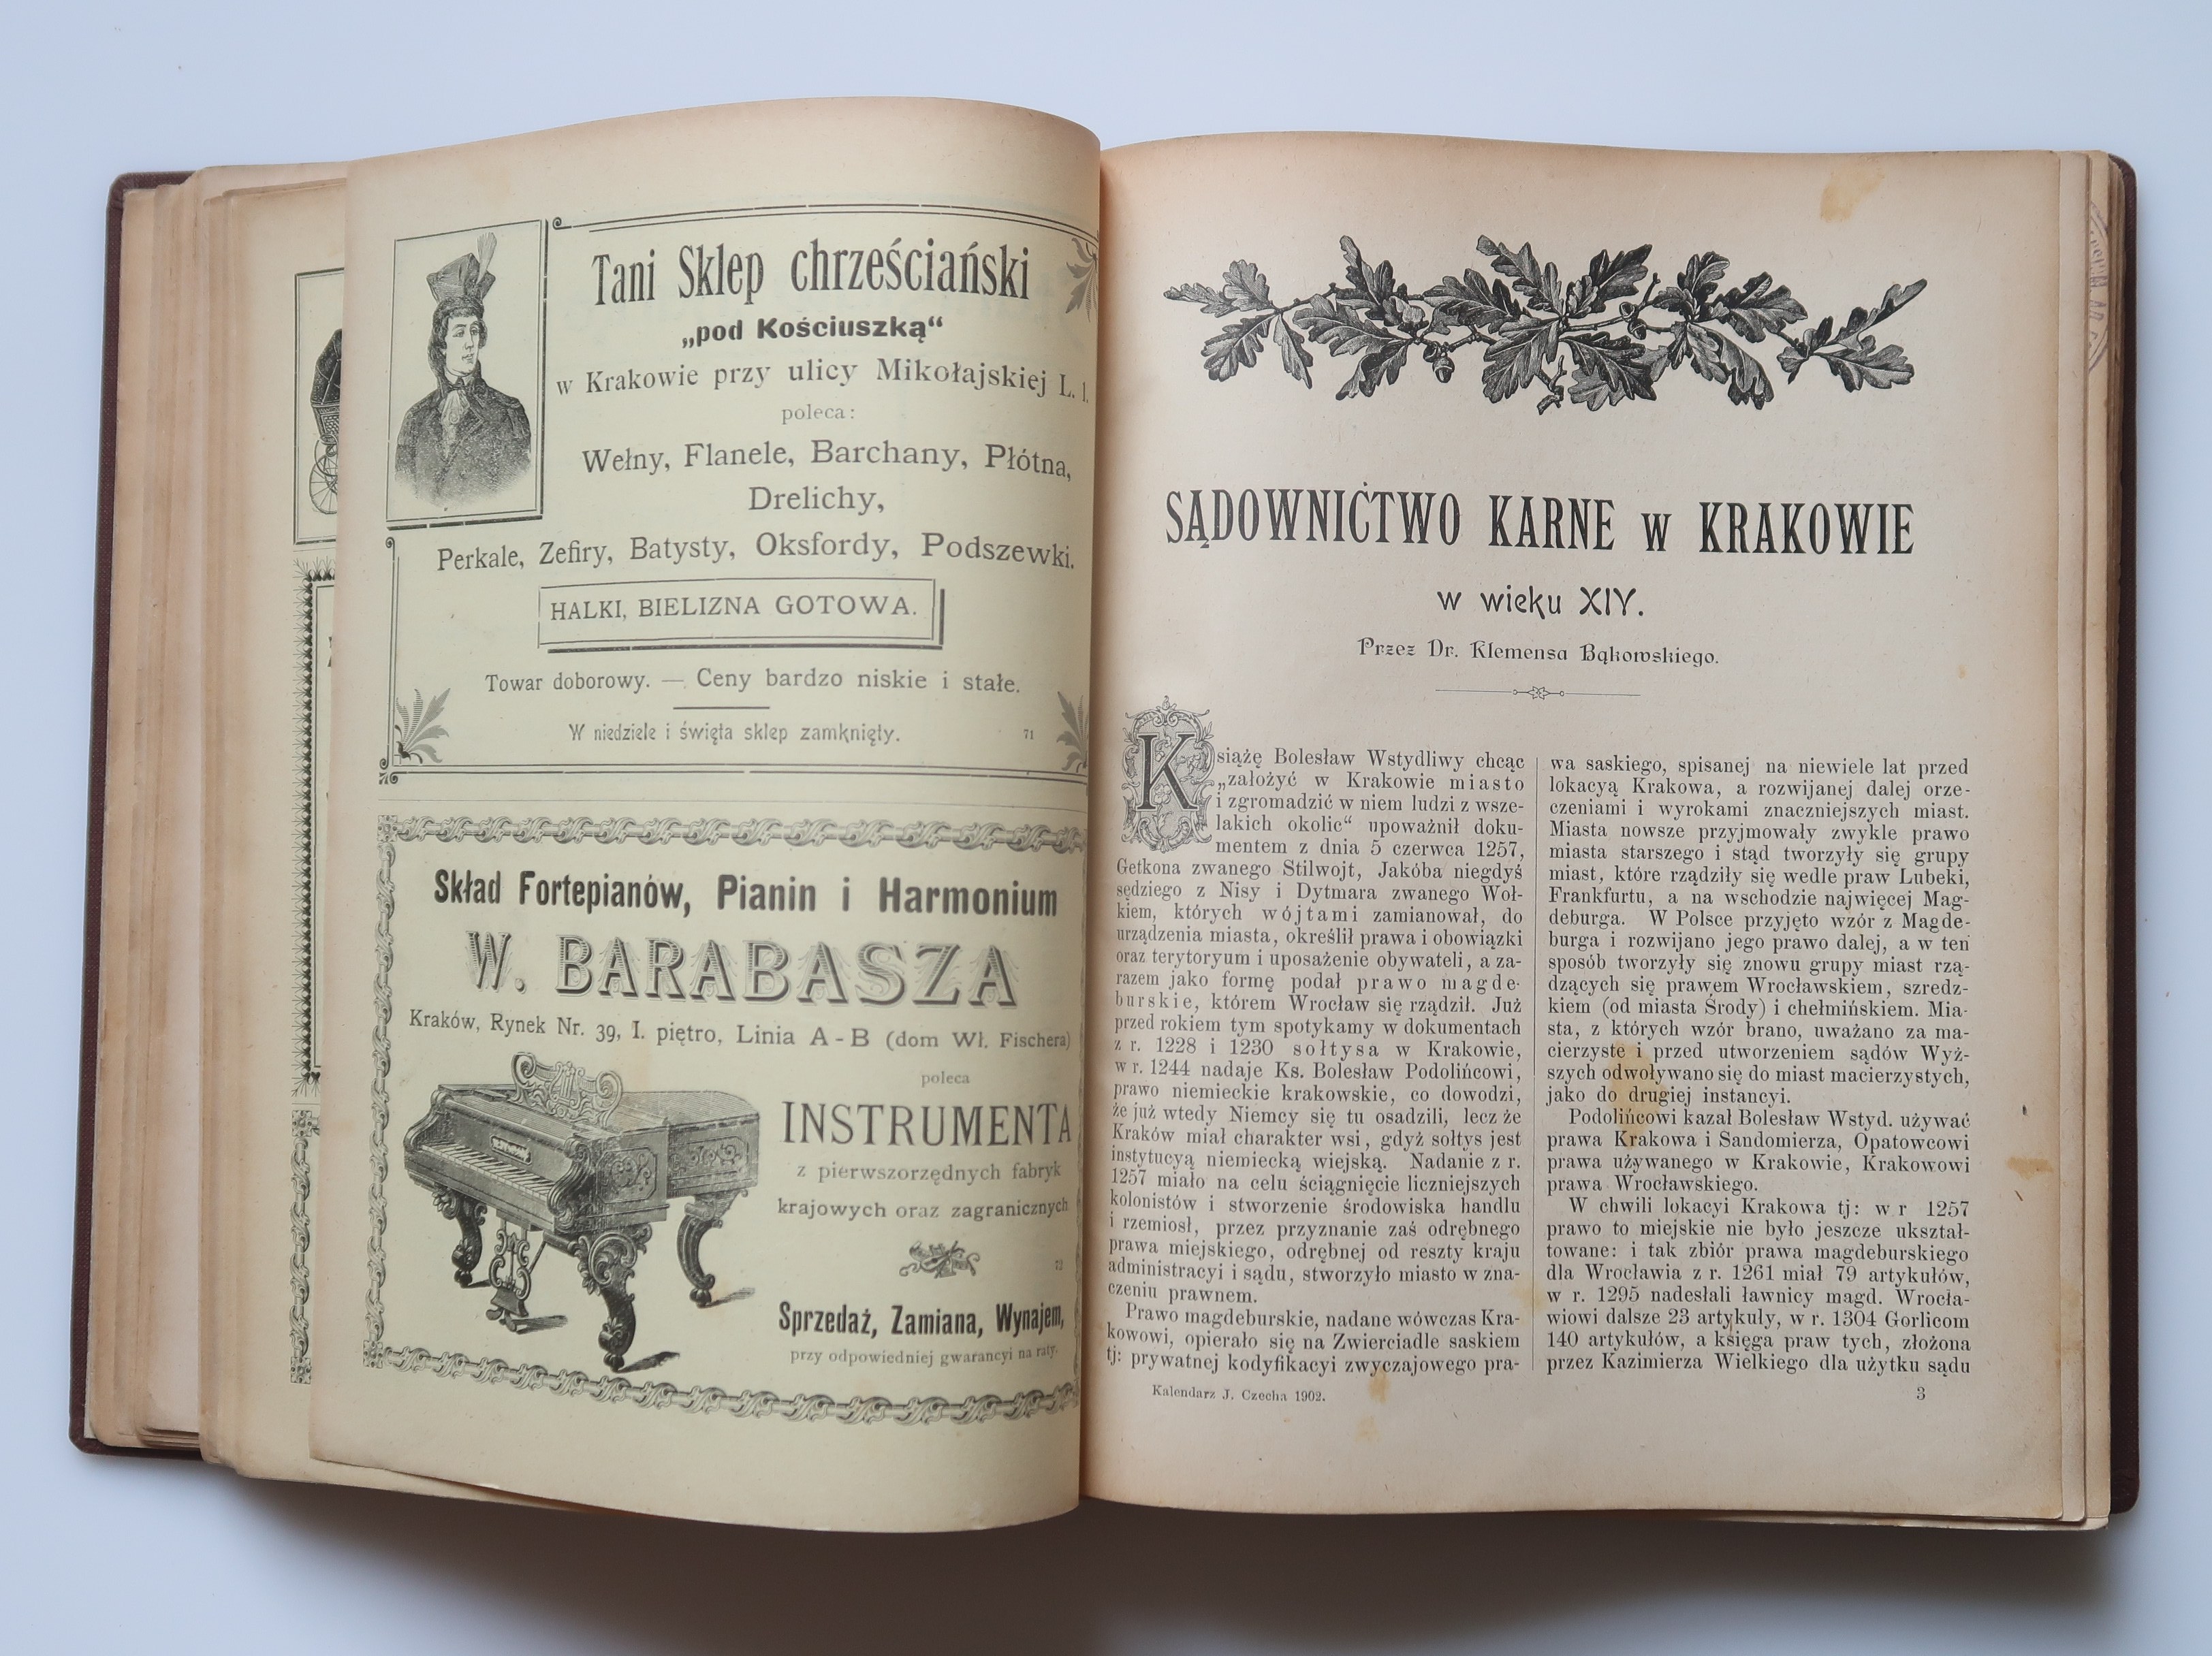 Tani Sklep chrześciański
„pod Kościuszką“
w Krakowie przy ulicy Mikołajskiej L. 1.
poleca:
Wełny, Flanele, Barchany, Płótna,
Drelichy,
Perkale, Zefiry, Batysty, Oksfordy, Podszewki.
HALKI, BIELIZNA GOTOWA.
Towar doborowy. — Ceny bardzo niskie i stałe.
W niedziele i święta sklep zamknięty.
71
Skład Fortepianów, Pianin i Harmonium
W. BARABASZA
Kraków, Rynek Nr. 39, I. piętro, Linia A-B (dom Wł. Fischera)
poleca
INSTRUMENTA
z pierwszorzędnych fabryk
krajowych oraz zagranicznych
Sprzedaż, Zamiana, Wynajem,
przy odpowiedniej gwarancyi na raty.
SĄDOWNICTWO KARNE w KRAKOWIE
w wieku XIV.
Przez Dr. Klemensa Bąkowskiego.
Książę Bolesław Wstydliwy chcąc
„założyć w Krakowie miasto
i zgromadzić w niem ludzi z wsze-
lakich okolic“ upoważnił doku-
mentem z dnia 5 czerwca 1257,
Getkona zwanego Stilwojt, Jakóba niegdyś
sędziego z Nisy i Dytmara zwanego Woł-
kiem, których wójtami zamianował, do
urządzenia miasta, określił prawa i obowiązki
oraz terytoryum i uposażenie obywateli, a za-
razem jako formę podał prawo magde-
burskie, którem Wrocław się rządził. Już
przed rokiem tym spotykamy w dokumentach
z r. 1228 i 1230 sołtysa w Krakowie,
w r. 1244 nadaje Ks. Bolesław Podolińcowi,
prawo niemieckie krakowskie, co dowodzi,
że już wtedy Niemcy się tu osadzili, lecz że
Kraków miał charakter wsi, gdyż sołtys jest
instytucyą niemiecką wiejską. Nadanie z r.
1257 miało na celu ściągnięcie liczniejszych
kolonistów i stworzenie środowiska handlu
i rzemiosł, przez przyznanie zaś odrębnego
prawa miejskiego, odrębnej od reszty kraju
administracyi i sądu, stworzyło miasto w zna-
czeniu prawnem.
Prawo magdeburskie, nadane wówczas Kra-
kowowi, opierało się na Zwierciadle saskiem
tj: prywatnej kodyfikacyi zwyczajowego pra-
wa saskiego, spisanej na niewiele lat przed
lokacyą Krakowa, a rozwijanej dalej orze-
czeniami i wyrokami znaczniejszych miast.
Miasta nowsze przyjmowały zwykle prawo
miasta starszego i stąd tworzyły się grupy
miast, które rządziły się wedle praw Lubeki,
Frankfurtu, a na wschodzie najwięcej Mag-
deburga. W Polsce przyjęto wzór z Magde-
burga i rozwijano jego prawo dalej, a w ten
sposób tworzyły się znowu grupy miast rzą-
dzących się prawem Wrocławskiem, szredz-
kiem (od miasta Środy) i chełmińskiem. Mia-
sta, z których wzór brano, uważano za ma-
cierzyste i przed utworzeniem sądów Wyż-
szych odwoływano się do miast macierzystych,
jako do drugiej instancyi.
Podolińcowi kazał Bolesław Wstyd. używać
prawa Krakowa i Sandomierza, Opatowcowi
prawa używanego w Krakowie, Krakowowi
prawa Wrocławskiego.
W chwili lokacyi Krakowa tj: w r 1257
prawo to miejskie nie było jeszcze ukształ-
towane: i tak zbiór prawa magdeburskiego
dla Wrocławia z r. 1261 miał 79 artykułów,
w r. 1295 nadesłali ławnicy magd. Wrocła-
wiowi dalsze 23 artykuły, w r. 1304 Gorlicom
140 artykułów, a księga praw tych, złożona
przez Kazimierza Wielkiego dla użytku sądu
Kalendarz J. Czecha 1902.
3